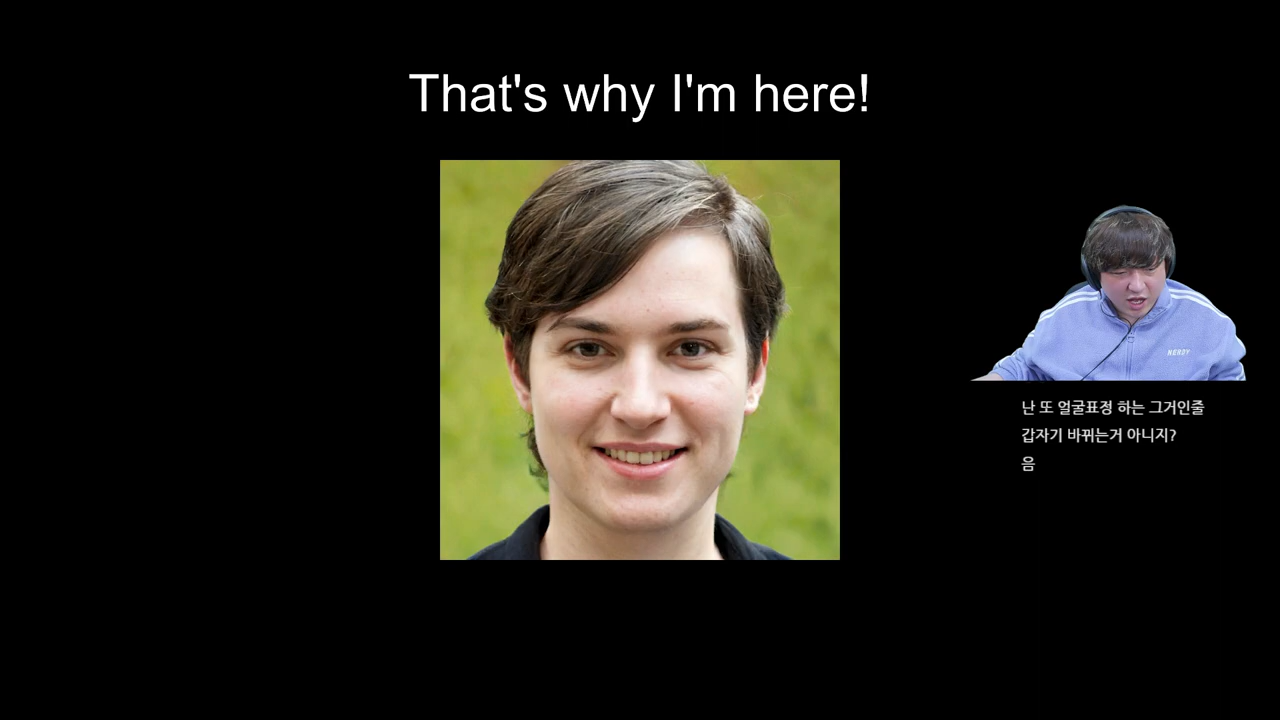 That's why I'm here!
NERDY
난 또 얼굴표정 하는 그거인줄
갑자기 바뀌는거 아니지?
음